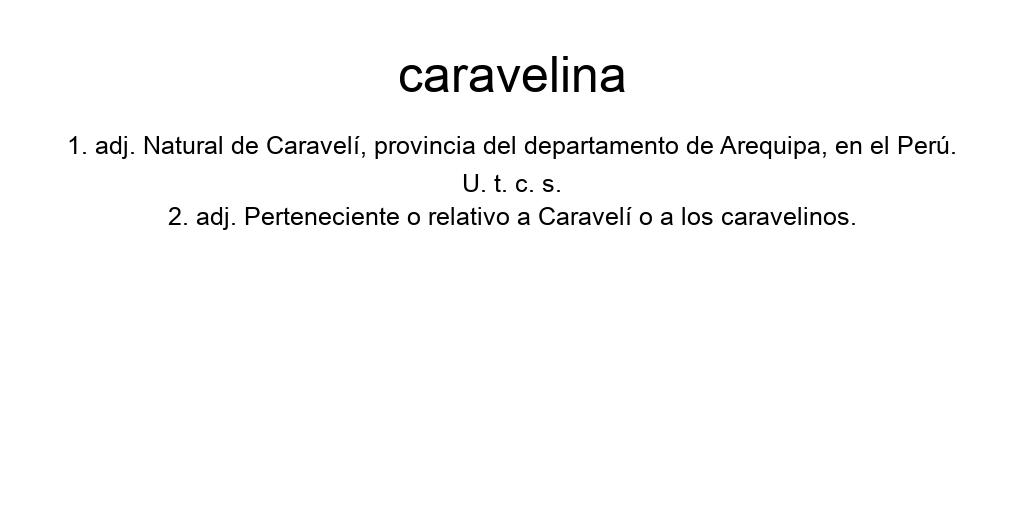 caravelina
1. adj. Natural de Caravelí, provincia del departamento de Arequipa, en el Perú.
U. t. c. s.
2. adj. Perteneciente o relativo a Caravelí o a los caravelinos.